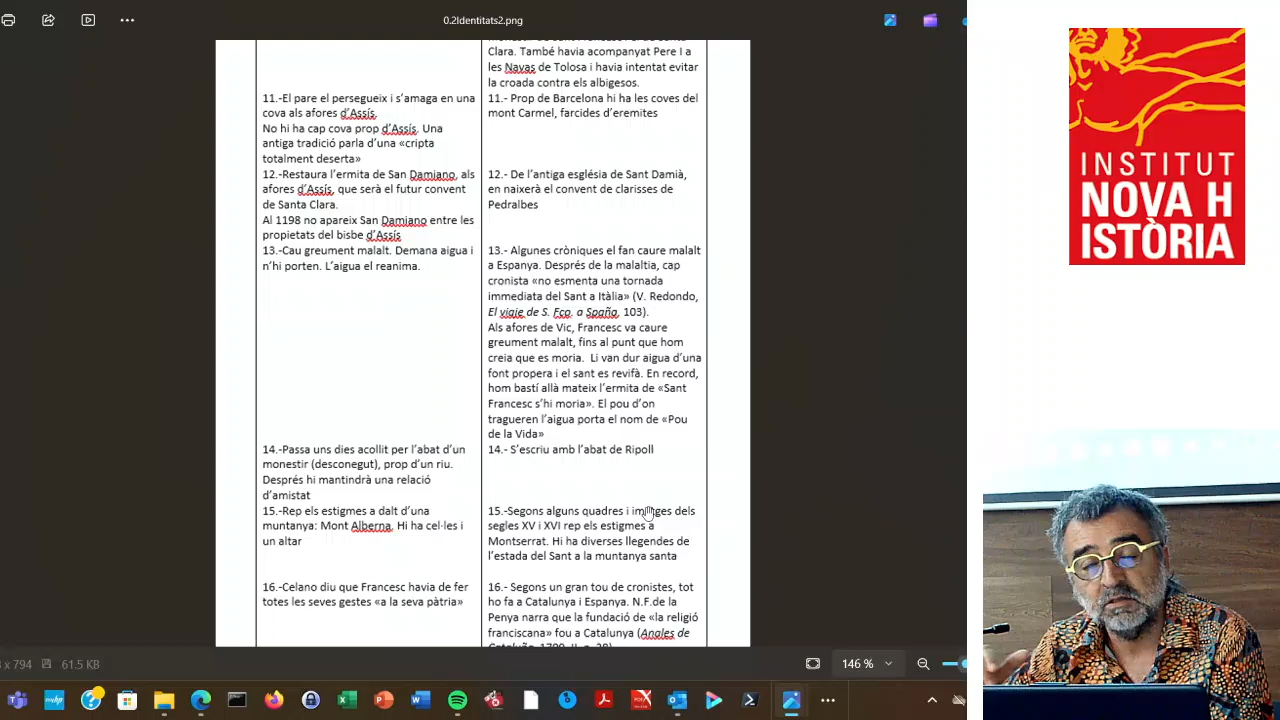 0.2Identitats2.png
Clara. També havia acompanyat Pere I a
les Navas de Tolosa i havia intentat evitar
la croada contra els albigesos.
11.-El pare el persegueix i s'amaga en una
cova als afores d'Assís.
No hi ha cap cova prop d'Assís. Una
antiga tradició parla d'una «cripta
totalment deserta»
11.- Prop de Barcelona hi ha les coves del
mont Carmel, farcides d'eremites
12.-Restaura l'ermita de San Damiano, als
afores d'Assís, que serà el futur convent
de Santa Clara.
Al 1198 no apareix San Damiano entre les
propietats del bisbe d'Assís
12.- De l'antiga església de Sant Damià,
en naixerà el convent de clarisses de
Pedralbes
13.-Cau greument malalt. Demana aigua i
n'hi porten. L'aigua el reanima.
13.- Algunes cròniques el fan caure malalt
a Espanya. Després de la malaltia, cap
cronista «no esmenta una tornada
immediata del Sant a Itàlia» (V. Redondo,
El viaje de S. Fco. a Spaña, 103).
Als afores de Vic, Francesc va caure
greument malalt, fins al punt que hom
creia que es moria. Li van dur aigua d'una
font propera i el sant es revifà. En record,
hom bastí allà mateix l'ermita de «Sant
Francesc s'hi moria». El pou d'on
tragueren l'aigua porta el nom de «Pou
de la Vida»
14.-Passa uns dies acollit per l'abat d'un
monestir (desconegut), prop d'un riu.
Després hi mantindrà una relació
d'amistat
14.- S'escriu amb l'abat de Ripoll
15.-Rep els estigmes a dalt d'una
muntanya: Mont Alberna. Hi ha cel·les i
un altar
15.-Segons alguns quadres i imatges dels
segles XV i XVI rep els estigmes a
Montserrat. Hi ha diverses llegendes de
l'estada del Sant a la muntanya santa
16.-Celano diu que Francesc havia de fer
totes les seves gestes «a la seva pàtria»
16.- Segons un gran tou de cronistes, tot
ho fa a Catalunya i Espanya. N.F.de la
Penya narra que la fundació de «la religió
franciscana» fou a Catalunya (Anales de
x 794
61.5 KB
146 %
INSTITUT
NOVA H
ISTÒRIA